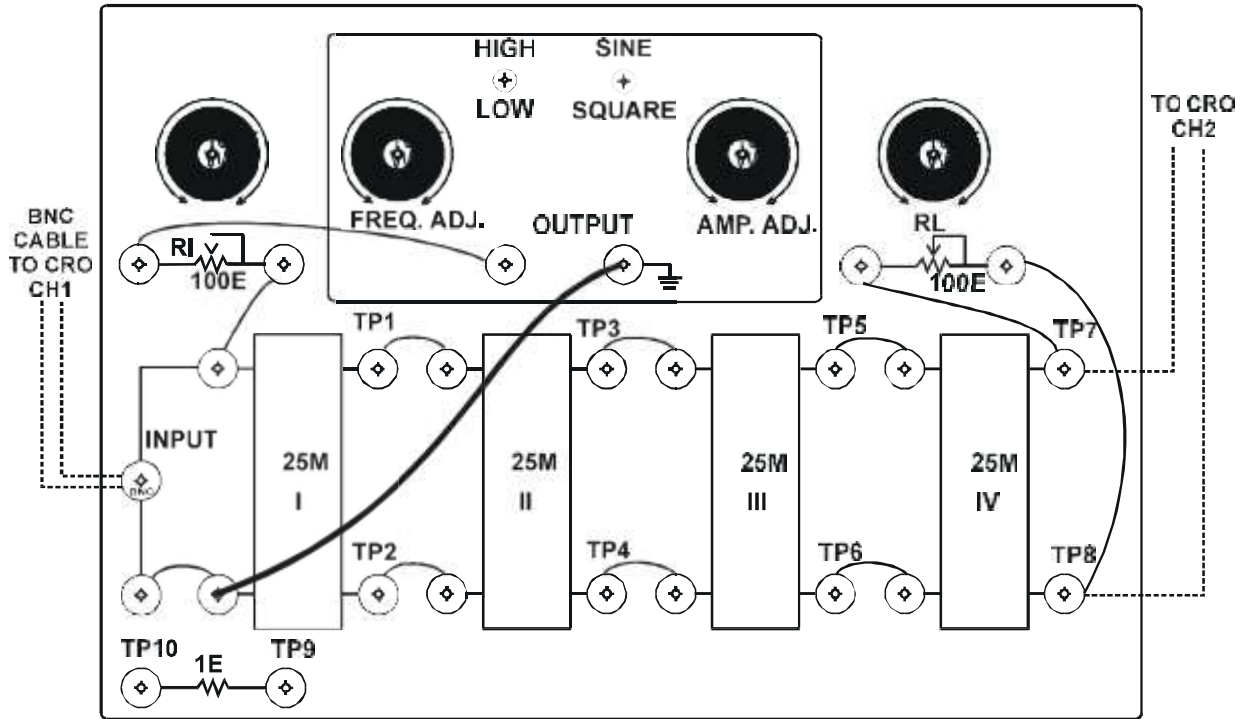 HIGH
SINE
LOW
SQUARE
TO CRO
CH2
BNC
CABLE
TO CRO
CH1
FREQ. ADJ.
OUTPUT
AMP. ADJ.
RI
100E
RL
100E
TP1
TP3
TP5
TP7
INPUT
BNC
25M
I
25M
II
25M
III
25M
IV
TP2
TP4
TP6
TP8
TP10
1E
TP9